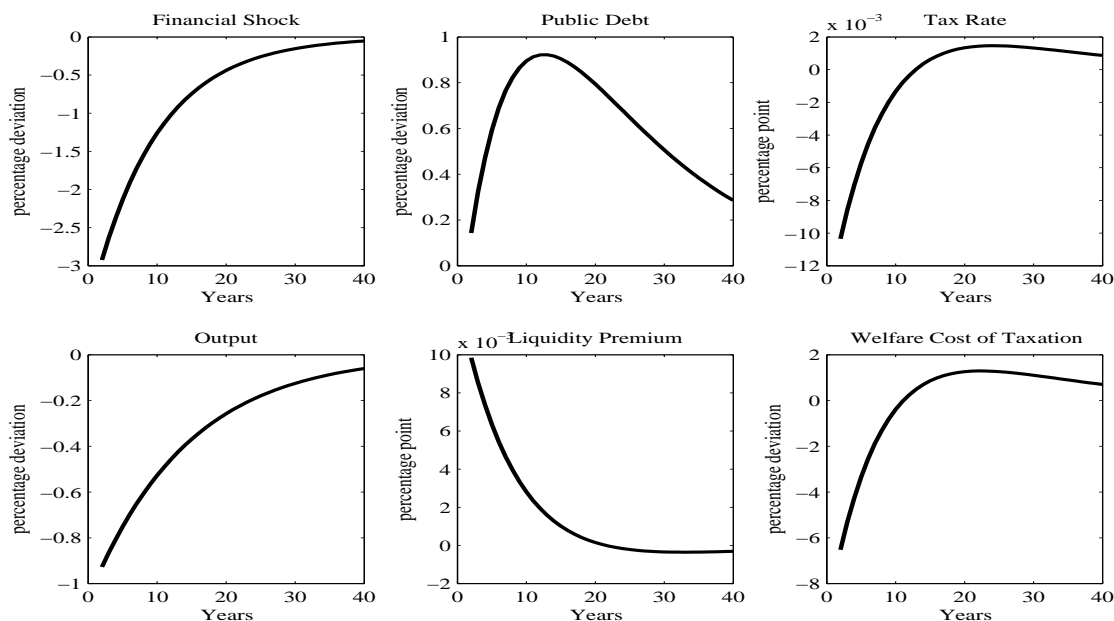 Financial Shock
percentage deviation
0
−0.5
−1
−1.5
−2
−2.5
−3
0 10 20 30 40
Years
Public Debt
percentage deviation
1
0.8
0.6
0.4
0.2
0
0 10 20 30 40
Years
x 10⁻³
Tax Rate
percentage point
2
0
−2
−4
−6
−8
−10
−12
0 10 20 30 40
Years
Output
percentage deviation
0
−0.2
−0.4
−0.6
−0.8
−1
0 10 20 30 40
Years
x 10
Liquidity Premium
percentage point
10
8
6
4
2
0
−2
0 10 20 30 40
Years
Welfare Cost of Taxation
percentage deviation
2
0
−2
−4
−6
−8
0 10 20 30 40
Years